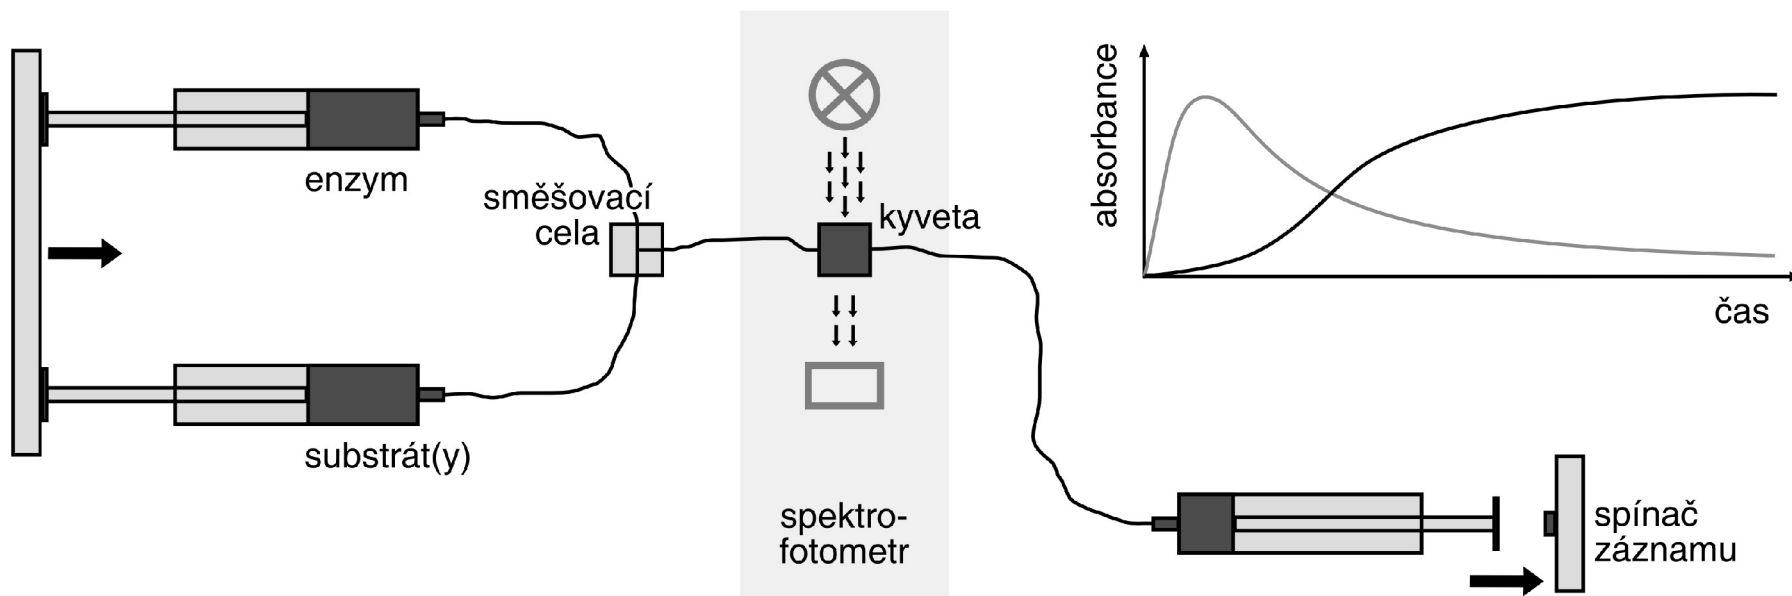 enzym
směšovací
cela
kyveta
substrát(y)
spektro-
fotometr
absorbance
čas
spínač
záznamu